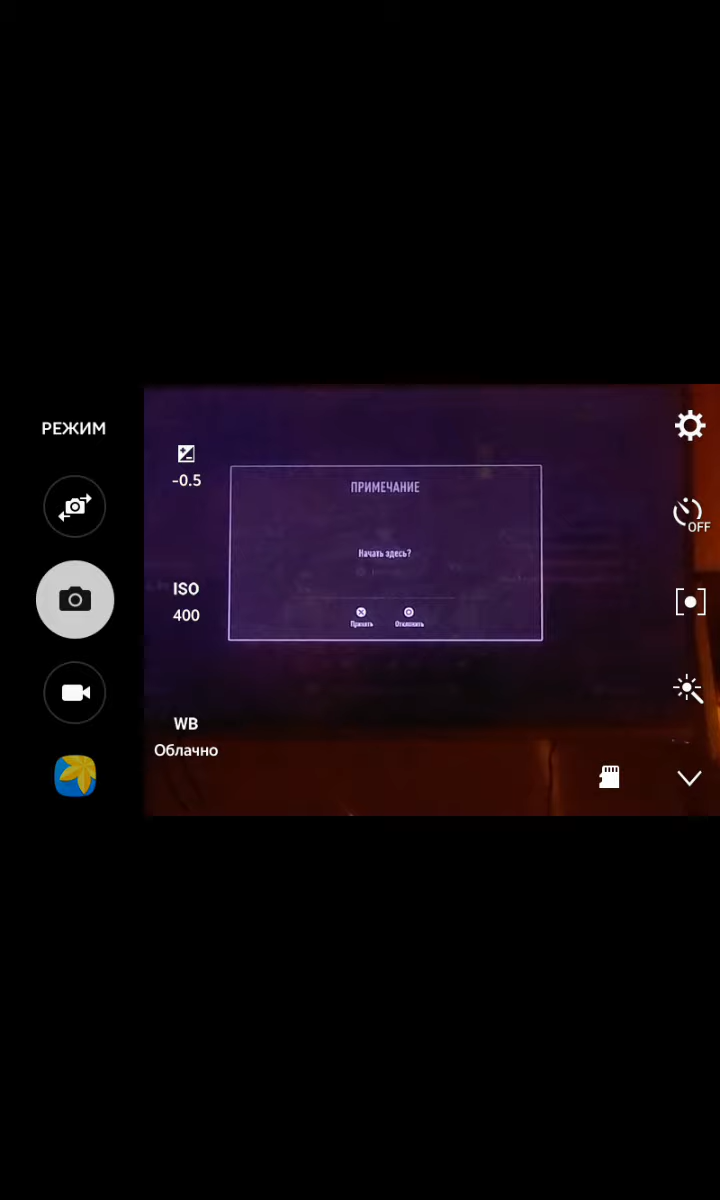 РЕЖИМ
-0.5
ПРИМЕЧАНИЕ
OFF
Начать здесь?
ISO
400
Принять
Отклонить
WB
Облачно